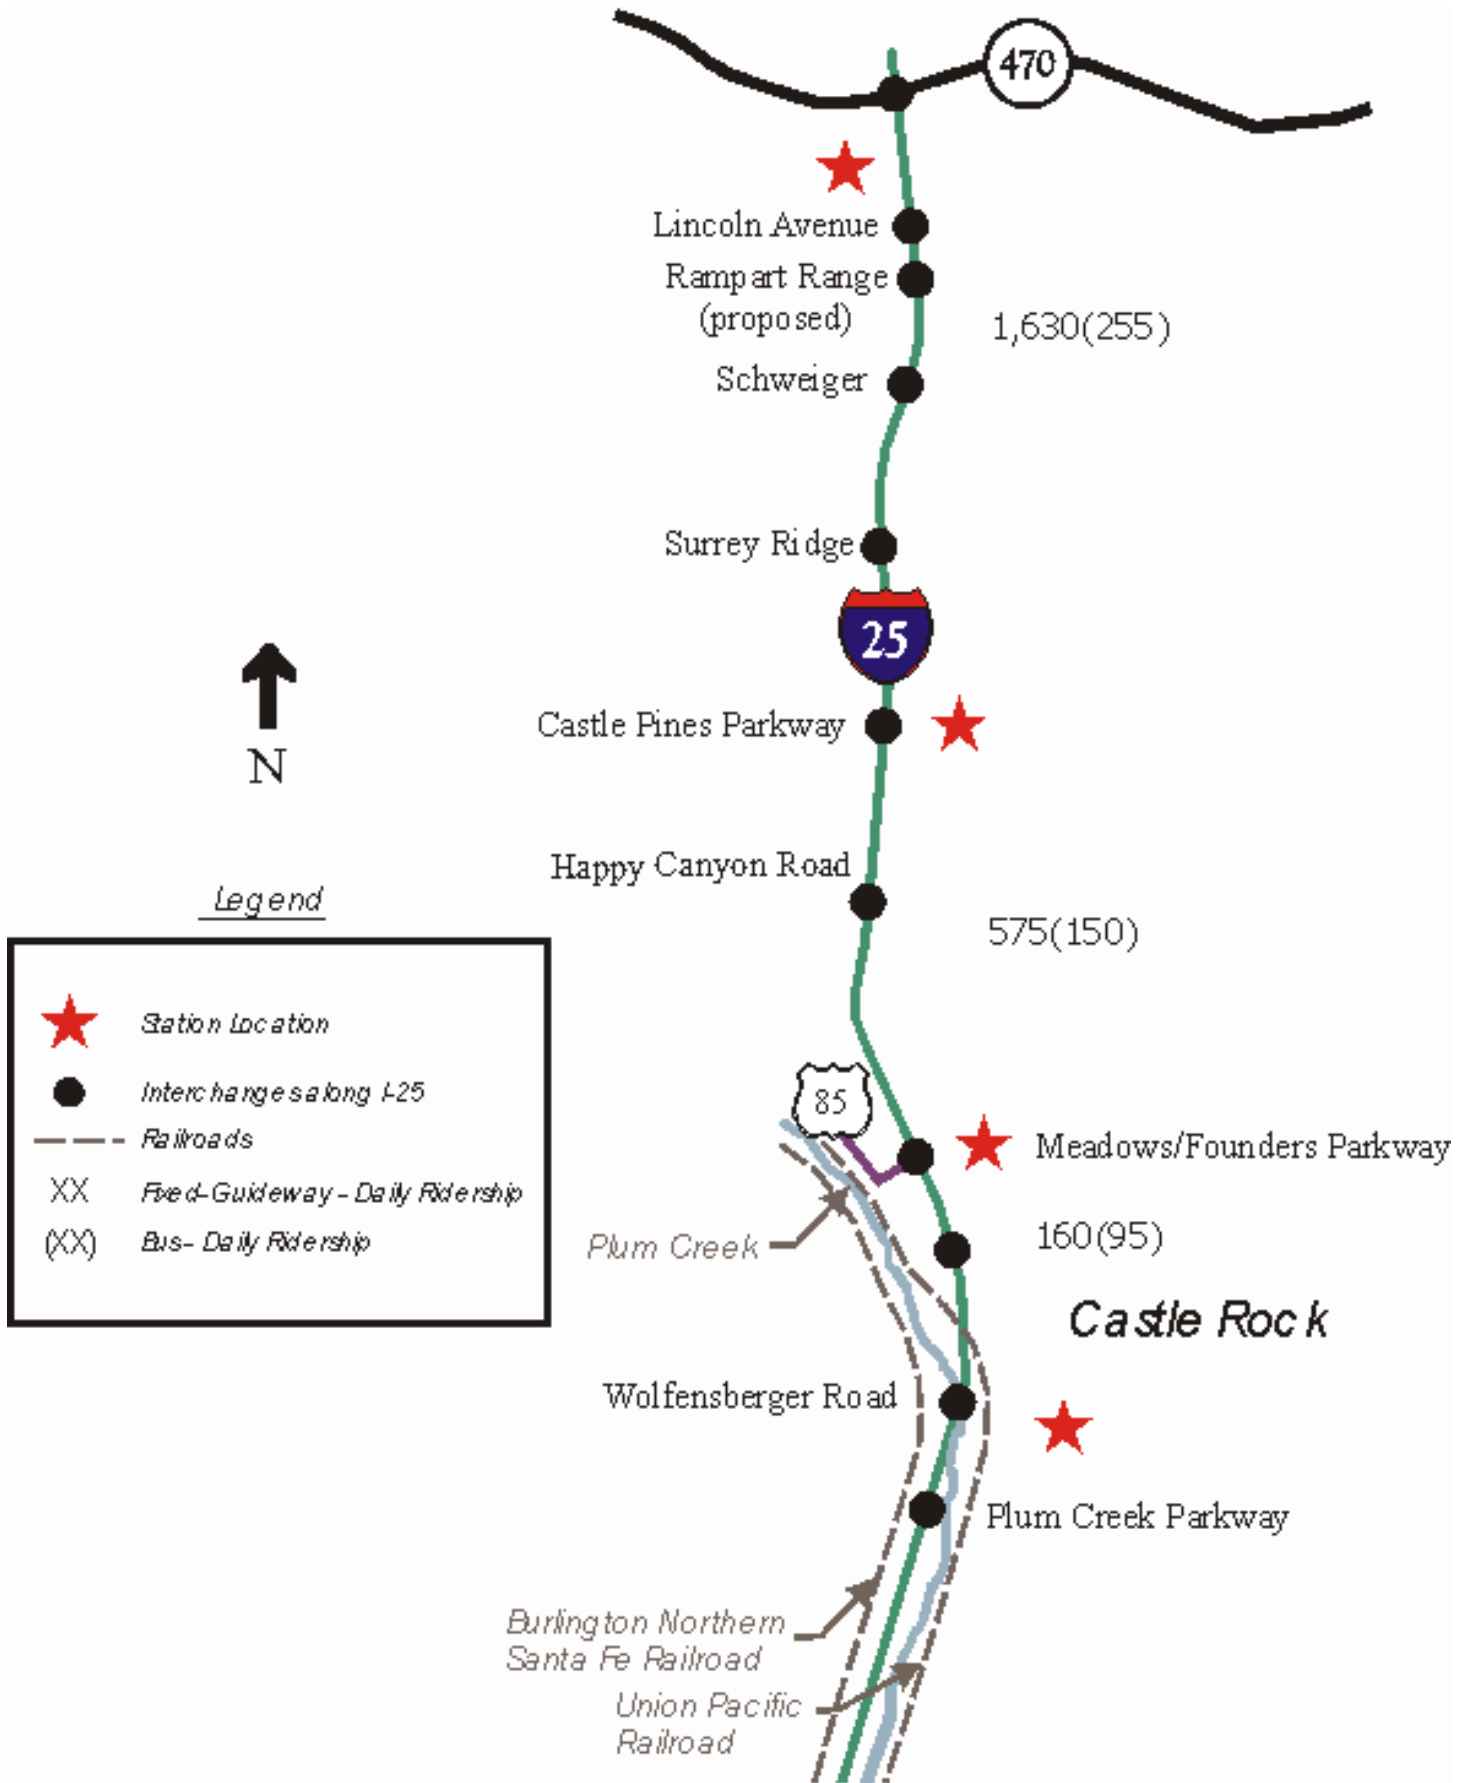 470
Lincoln Avenue
Rampart Range
(proposed)
1,630(255)
Schweiger
Surrey Ridge
25
Castle Pines Parkway
N
Happy Canyon Road
Legend
575(150)
Station Location
Interchanges along I-25
85
Railroads
Meadows/Founders Parkway
XX Fixed-Guideway - Daily Ridership
(XX) Bus - Daily Ridership
Plum Creek
160(95)
Castle Rock
Wolfensberger Road
Plum Creek Parkway
Burlington Northern
Santa Fe Railroad
Union Pacific
Railroad